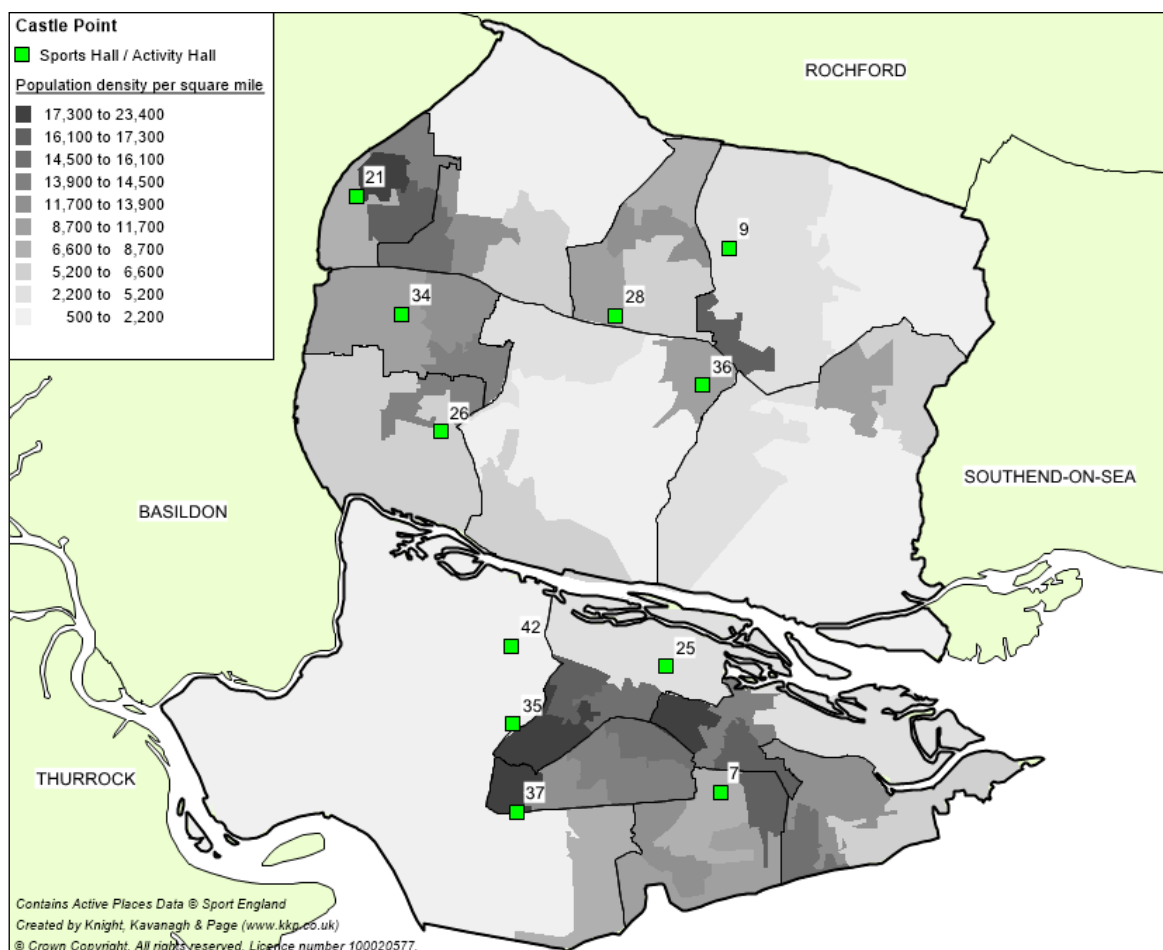 Castle Point
Sports Hall / Activity Hall
Population density per square mile
17,300 to 23,400
16,100 to 17,300
14,500 to 16,100
13,900 to 14,500
11,700 to 13,900
8,700 to 11,700
6,600 to 8,700
5,200 to 6,600
2,200 to 5,200
500 to 2,200
ROCHFORD
21
9
34
28
36
26
SOUTHEND-ON-SEA
BASILDON
42
25
35
THURROCK
7
37
Contains Active Places Data © Sport England
Created by Knight, Kavanagh & Page (www.kkp.co.uk)
© Crown Copyright. All rights reserved. Licence number 100020577.